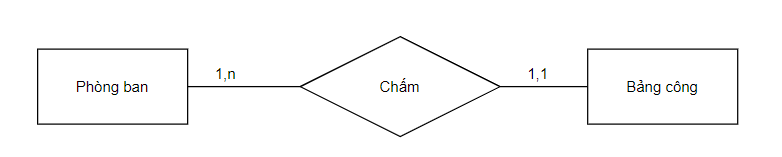 Phòng ban
1,n
Chấm
1,1
Bảng công